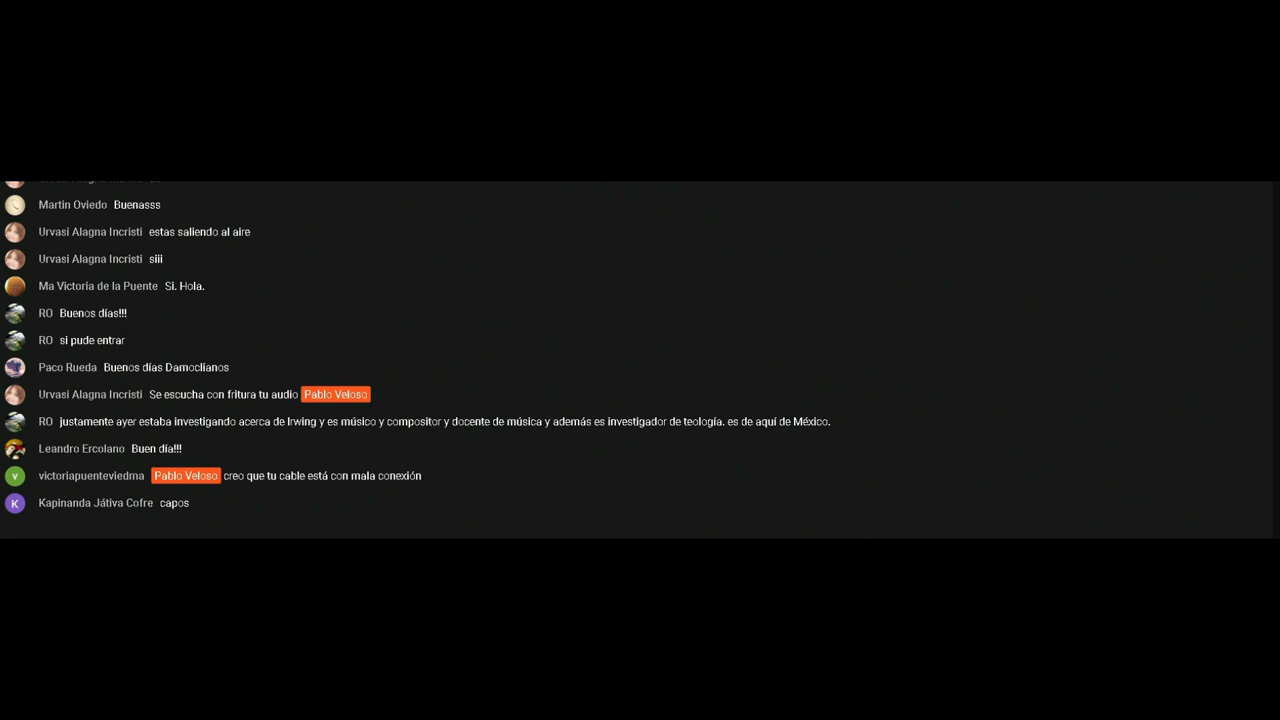 Martin Oviedo Buenasss
Urvasi Alagna Incristi estas saliendo al aire
Urvasi Alagna Incristi siii
Ma Victoria de la Puente Si. Hola.
RO Buenos días!!!
RO si pude entrar
Paco Rueda Buenos días Damoclianos
Urvasi Alagna Incristi Se escucha con fritura tu audio Pablo Veloso
RO justamente ayer estaba investigando acerca de Irwing y es músico y compositor y docente de música y además es investigador de teología. es de aquí de México.
Leandro Ercolano Buen día!!!
v victoriapuenteviedma Pablo Veloso creo que tu cable está con mala conexión
K Kapinanda Játiva Cofre capos